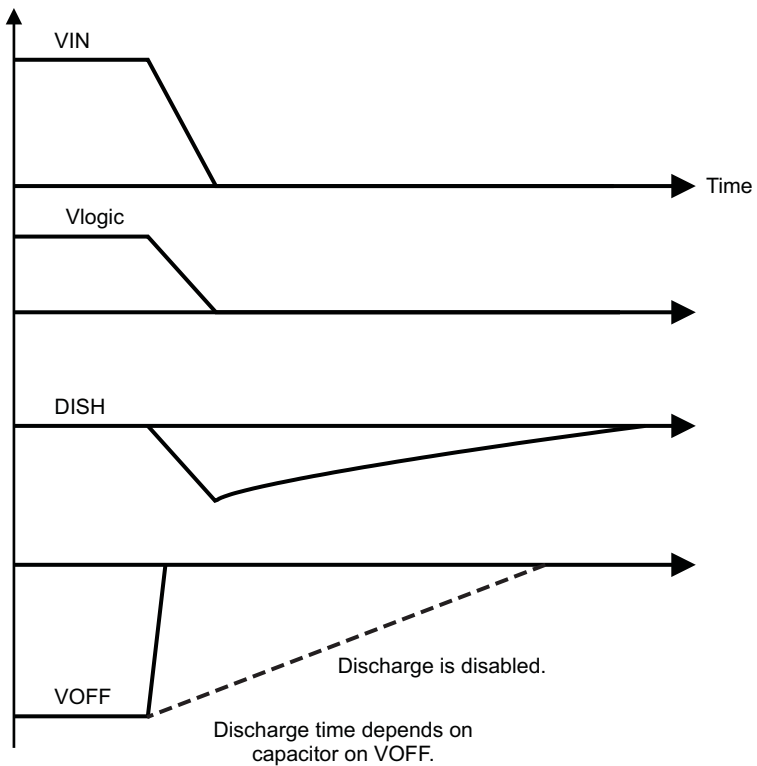 VIN
Time
Vlogic
DISH
Discharge is disabled.
VOFF
Discharge time depends on
capacitor on VOFF.